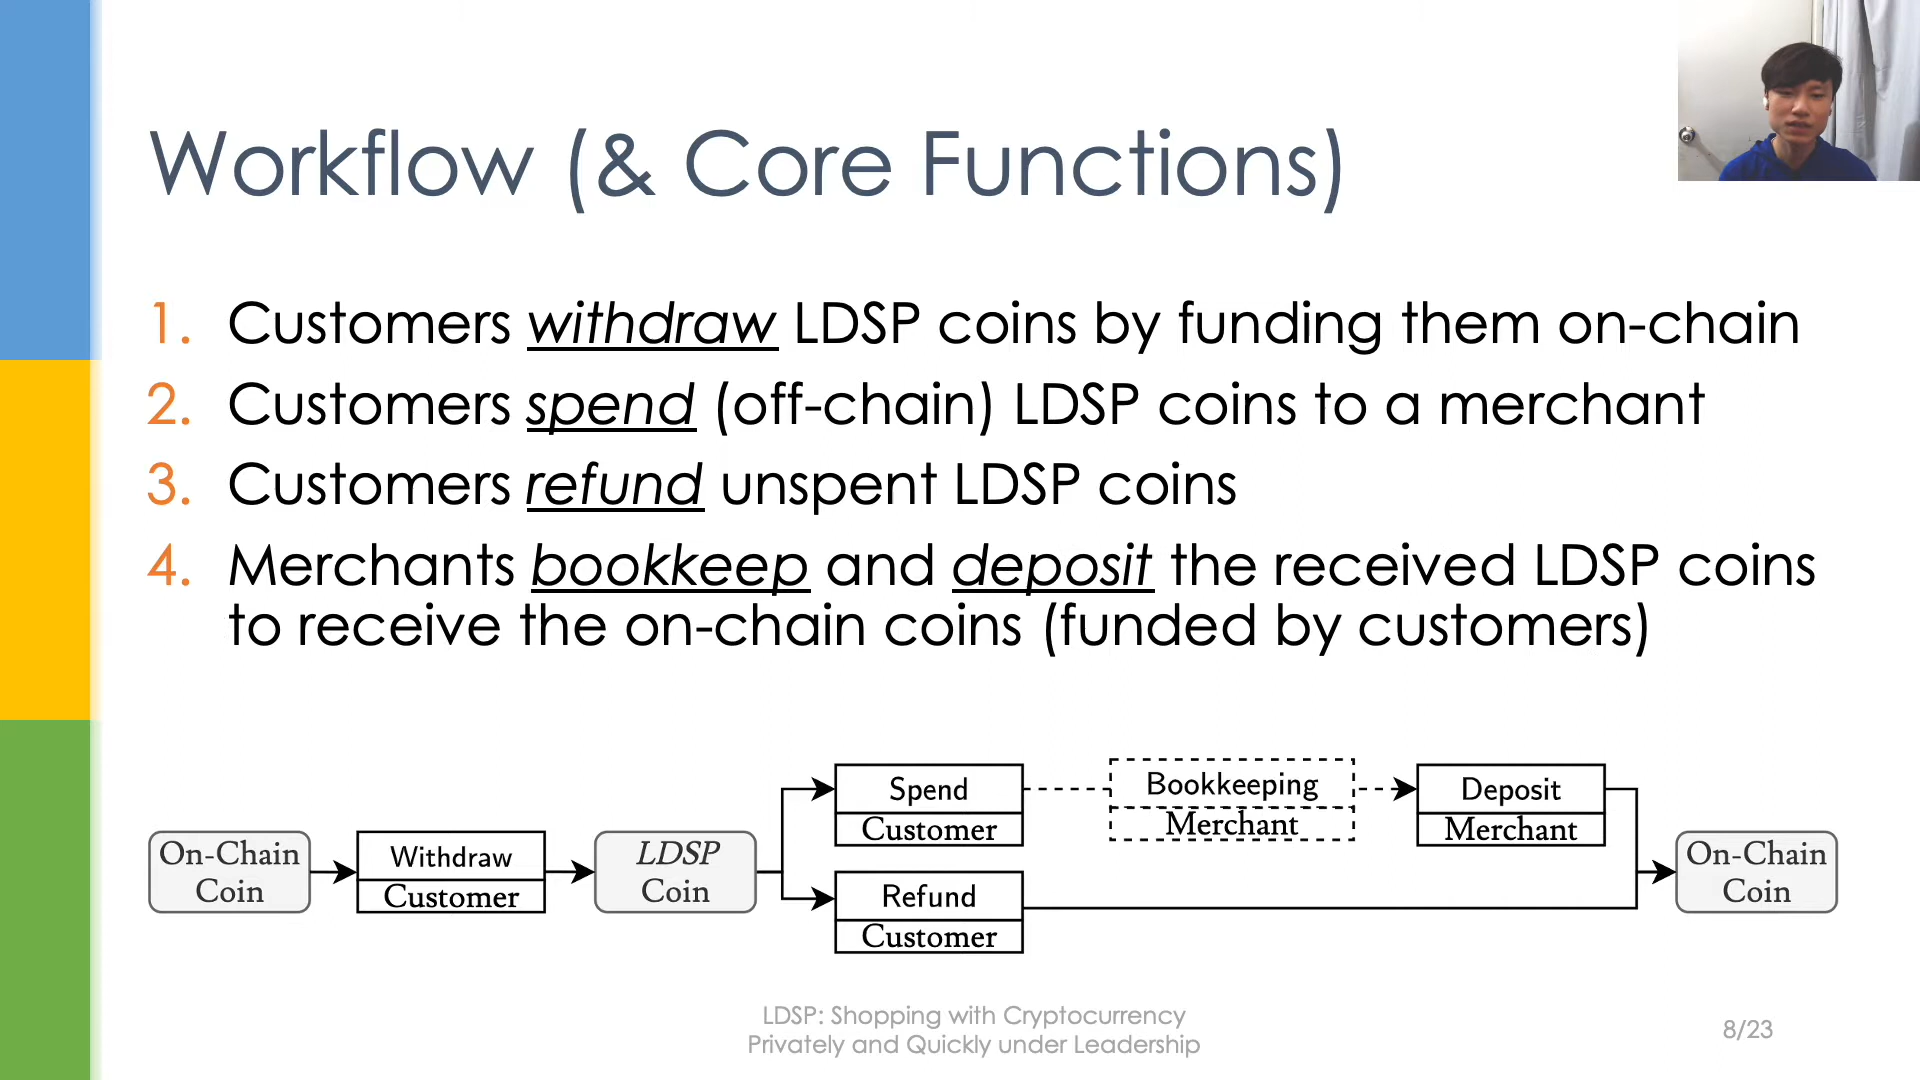 Workflow (& Core Functions)
1. Customers withdraw LDSP coins by funding them on-chain
2. Customers spend (off-chain) LDSP coins to a merchant
3. Customers refund unspent LDSP coins
4. Merchants bookkeep and deposit the received LDSP coins
to receive the on-chain coins (funded by customers)
On-Chain
Coin
Withdraw
Customer
LDSP
Coin
Spend
Customer
Refund
Customer
Bookkeeping
Merchant
Deposit
Merchant
On-Chain
Coin
LDSP: Shopping with Cryptocurrency
Privately and Quickly under Leadership
8/23